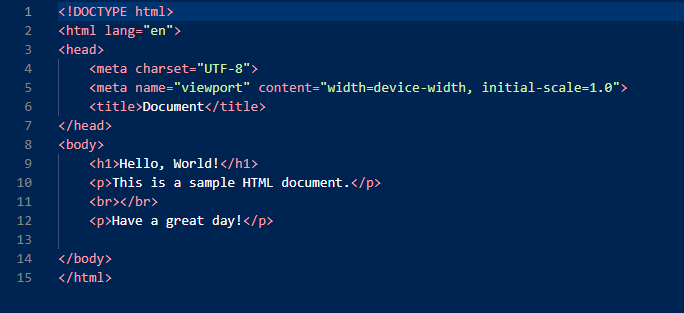 1 <!DOCTYPE html>
2 <html lang="en">
3 <head>
4     <meta charset="UTF-8">
5     <meta name="viewport" content="width=device-width, initial-scale=1.0">
6     <title>Document</title>
7 </head>
8 <body>
9     <h1>Hello, World!</h1>
10     <p>This is a sample HTML document.</p>
11     <br></br>
12     <p>Have a great day!</p>
13
14 </body>
15 </html>